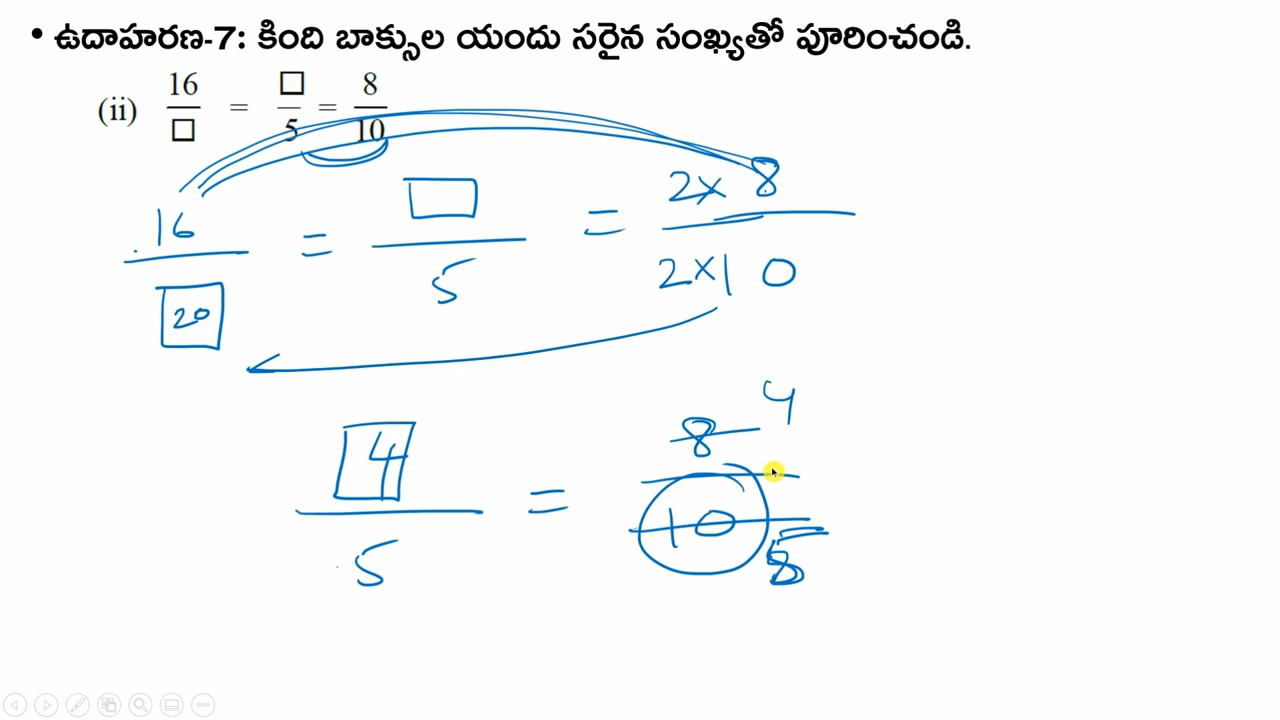 • ఉదాహరణ-7: కింది బాక్సుల యందు సరైన సంఖ్యతో పూరించండి.
(ii) 16/□ = □/5 = 8/10
16/20 = □/5 = 2×8/2×10
4/5 = 8/10 4/5